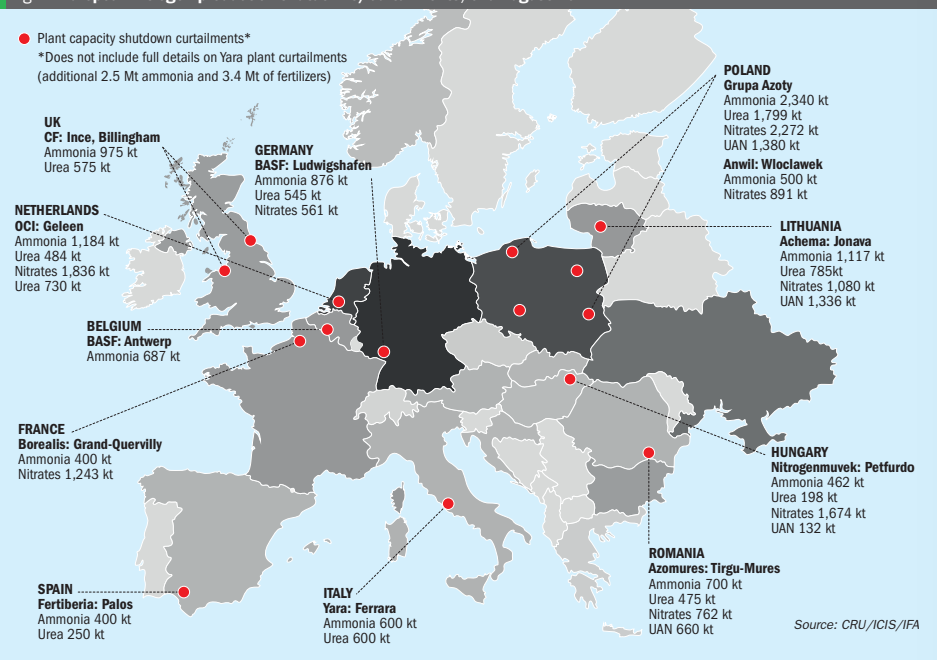 Plant capacity shutdown curtailments*
*Does not include full details on Yara plant curtailments
(additional 2.5 Mt ammonia and 3.4 Mt of fertilizers)
UK
CF: Ince, Billingham
Ammonia 975 kt
Urea 575 kt
GERMANY
BASF: Ludwigshafen
Ammonia 876 kt
Urea 545 kt
Nitrates 561 kt
POLAND
Grupa Azoty
Ammonia 2,340 kt
Urea 1,799 kt
Nitrates 2,272 kt
UAN 1,380 kt
Anwil: Wloclawek
Ammonia 500 kt
Nitrates 891 kt
NETHERLANDS
OCI: Geleen
Ammonia 1,184 kt
Urea 484 kt
Nitrates 1,836 kt
Urea 730 kt
LITHUANIA
Achema: Jonava
Ammonia 1,117 kt
Urea 785kt
Nitrates 1,080 kt
UAN 1,336 kt
BELGIUM
BASF: Antwerp
Ammonia 687 kt
FRANCE
Borealis: Grand-Quervilly
Ammonia 400 kt
Nitrates 1,243 kt
HUNGARY
Nitrogenmuvek: Petfurdo
Ammonia 462 kt
Urea 198 kt
Nitrates 1,674 kt
UAN 132 kt
ROMANIA
Azomures: Tirgu-Mures
Ammonia 700 kt
Urea 475 kt
Nitrates 762 kt
UAN 660 kt
SPAIN
Fertiberia: Palos
Ammonia 400 kt
Urea 250 kt
ITALY
Yara: Ferrara
Ammonia 600 kt
Urea 600 kt
Source: CRU/ICIS/IFA